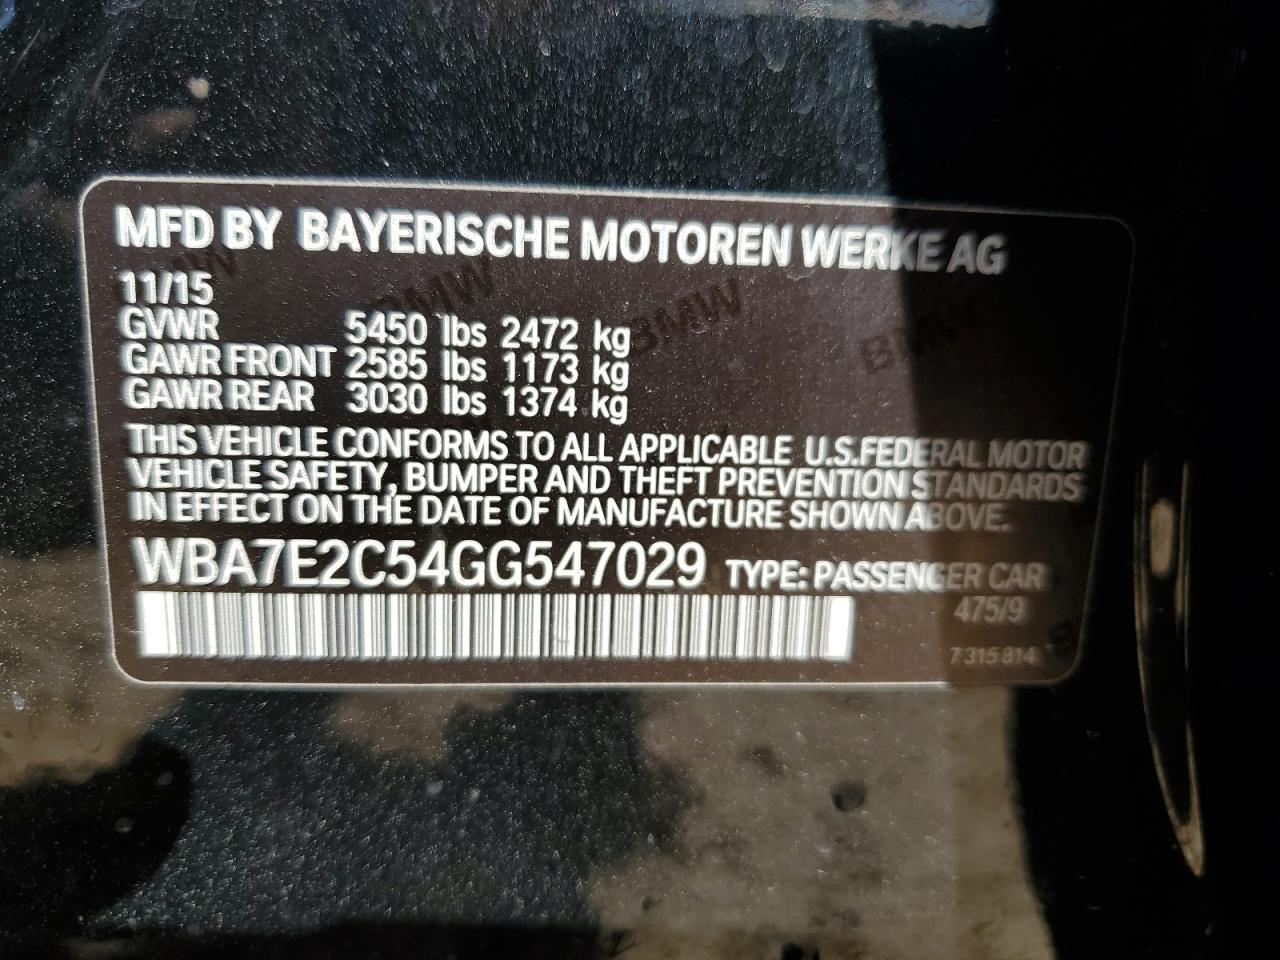 MFD BY BAYERISCHE MOTOREN WERKE AG
11/15
GVWR 5450 lbs 2472 kg
GAWR FRONT 2585 lbs 1173 kg
GAWR REAR 3030 lbs 1374 kg
THIS VEHICLE CONFORMS TO ALL APPLICABLE U.S.FEDERAL MOTOR
VEHICLE SAFETY, BUMPER AND THEFT PREVENTION STANDARDS
IN EFFECT ON THE DATE OF MANUFACTURE SHOWN ABOVE.
WBA7E2C54GG547029 TYPE: PASSENGER CAR
475/9
7 315 814
BMW
BMW
BMW